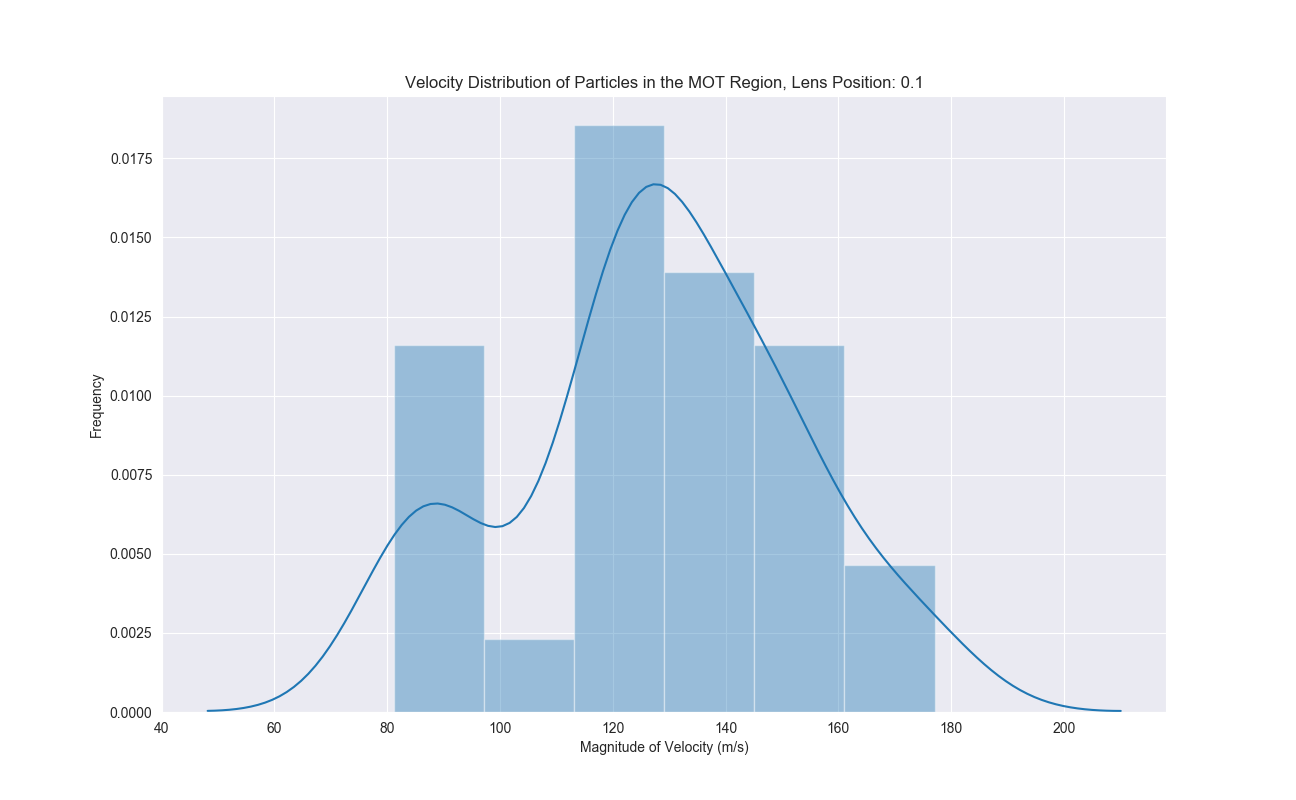 Velocity Distribution of Particles in the MOT Region, Lens Position: 0.1
0.0175
0.0150
0.0125
0.0100
0.0075
0.0050
0.0025
0.0000
Frequency
40 60 80 100 120 140 160 180 200
Magnitude of Velocity (m/s)